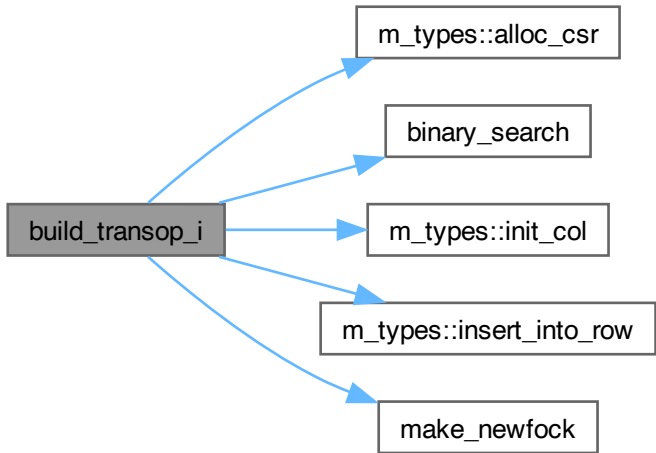 m_types::alloc_csr
binary_search
build_transop_i
m_types::init_col
m_types::insert_into_row
make_newfock